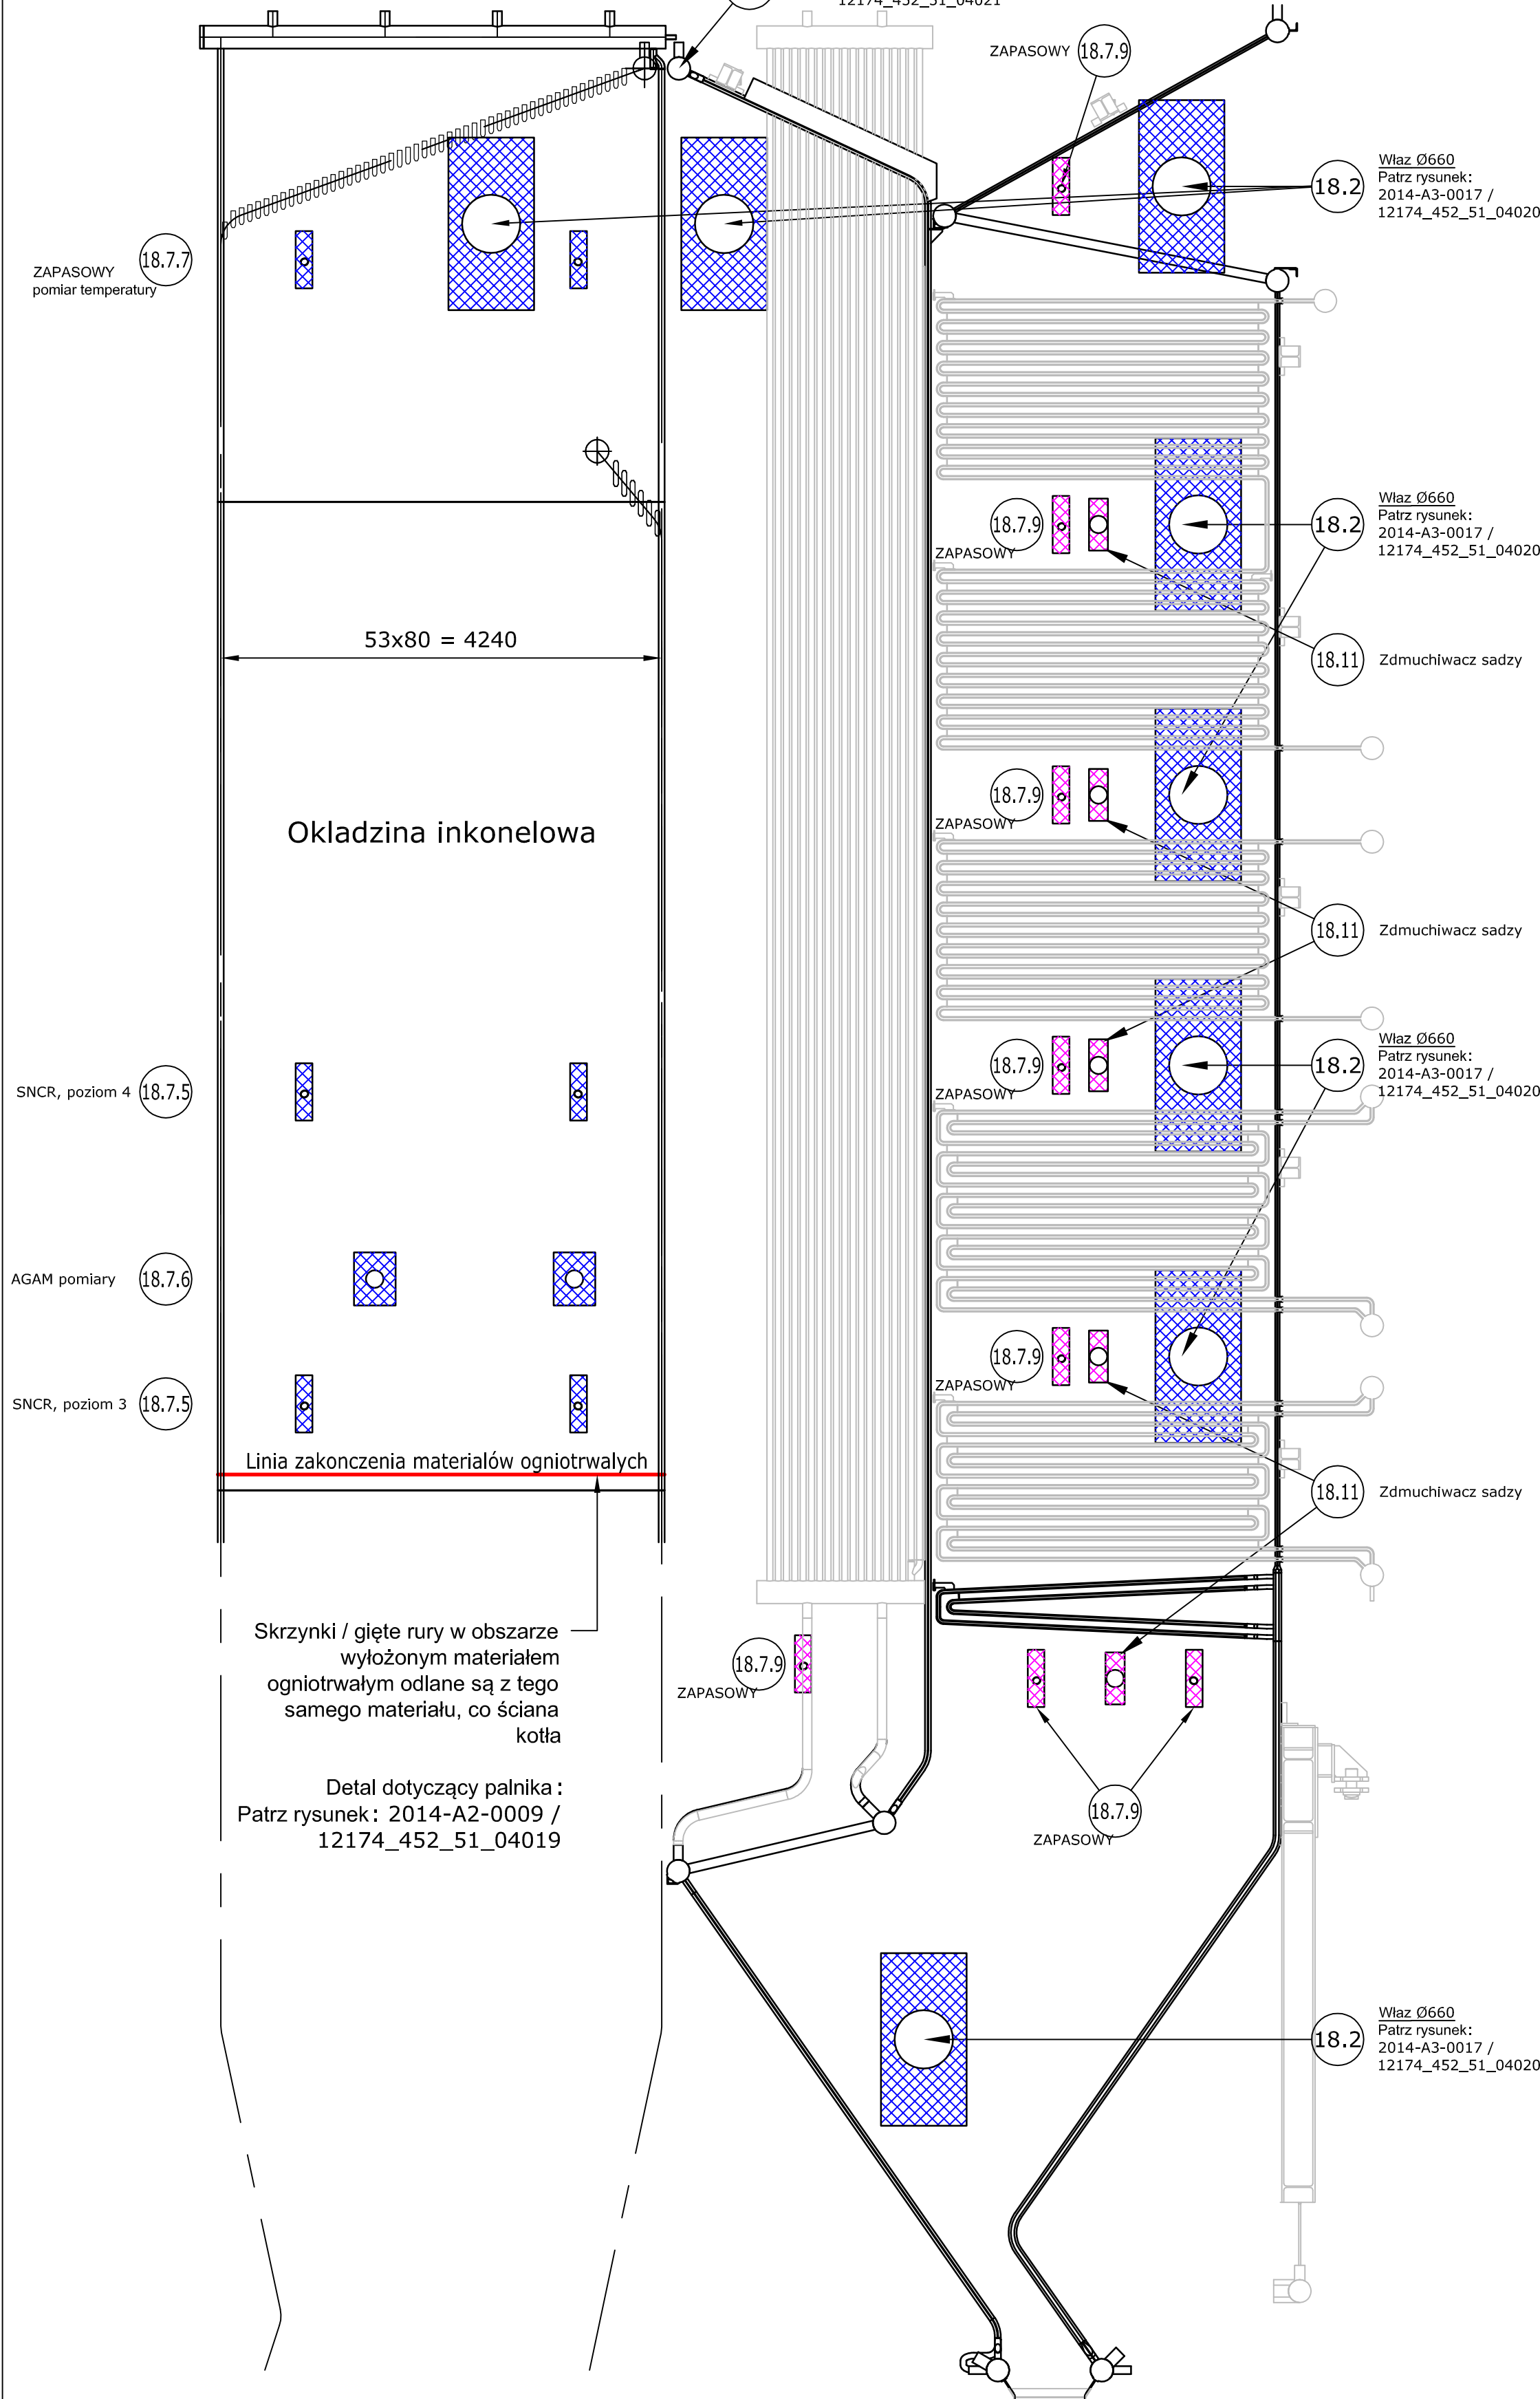 12174_452_51_04021
ZAPASOWY
18.7.9
18.2
Właz Ø660
Patrz rysunek:
2014-A3-0017 /
12174_452_51_04020
18.7.7
ZAPASOWY
pomiar temperatury
18.7.9
ZAPASOWY
18.2
Właz Ø660
Patrz rysunek:
2014-A3-0017 /
12174_452_51_04020
53x80 = 4240
18.11
Zdmuchiwacz sadzy
18.7.9
ZAPASOWY
Okladzina inkonelowa
18.11
Zdmuchiwacz sadzy
18.7.9
ZAPASOWY
18.2
Właz Ø660
Patrz rysunek:
2014-A3-0017 /
12174_452_51_04020
SNCR, poziom 4
18.7.5
AGAM pomiary
18.7.6
18.7.9
ZAPASOWY
SNCR, poziom 3
18.7.5
Linia zakonczenia materialów ogniotrwalych
18.11
Zdmuchiwacz sadzy
Skrzynki / gięte rury w obszarze
wyłożonym materiałem
ogniotrwałym odlane są z tego
samego materiału, co ściana
kotła
18.7.9
ZAPASOWY
Detal dotyczący palnika:
Patrz rysunek: 2014-A2-0009 /
12174_452_51_04019
18.7.9
ZAPASOWY
18.2
Właz Ø660
Patrz rysunek:
2014-A3-0017 /
12174_452_51_04020